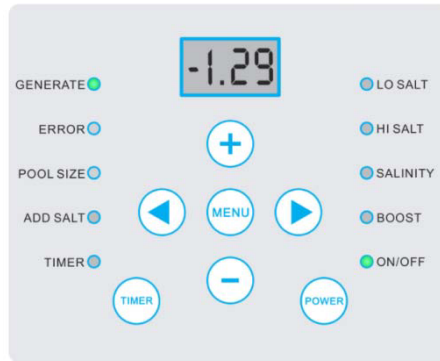 -1.29
GENERATE
ERROR
POOL SIZE
ADD SALT
TIMER
LO SALT
HI SALT
SALINITY
BOOST
ON/OFF
+
MENU
−
TIMER
POWER